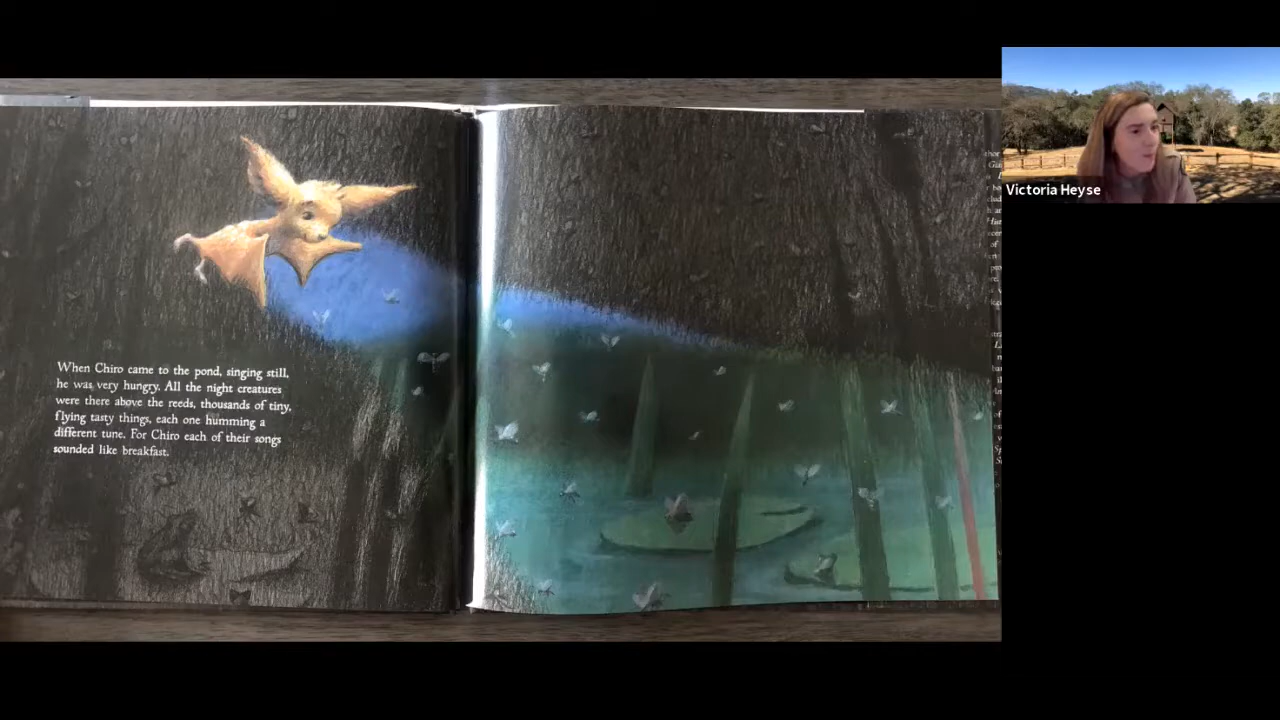 When Chiro came to the pond, singing still,
he was very hungry. All the night creatures
were there above the reeds, thousands of tiny,
flying tasty things, each one humming a
different tune. For Chiro each of their songs
sounded like breakfast.
Victoria Heyse